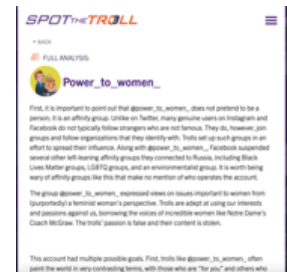 SPOT THE TROLL
< BACK
FULL ANALYSIS:
Power_to_women_
First, it is important to point out that @power_to_women_ does not pretend to be a
person; it is an affinity group. Unlike on Twitter, many genuine users on Instagram and
Facebook do not typically follow strangers who are not famous. They do, however, join
groups and follow organizations that they identify with. Trolls set up such groups in an
effort to spread their influence. Along with @power_to_women_, Facebook suspended
several other left-leaning affinity groups they connected to Russia, including Black
Lives Matter groups, LGBTQ groups, and an environmentalist group. It is worth being
wary of affinity groups like this that make no mention of who operates the account.
The group @power_to_women_ expressed views on issues important to women from
(purportedly) a feminist woman's perspective. Trolls are adept at using our interests
and passions against us, borrowing the voices of incredible women like Notre Dame's
Coach McGraw. The trolls' passion is false and their content is stolen.
This account had multiple possible goals. First, trolls like @power_to_women_ often
paint the world in very contrasting terms, with those who are "for you" and others who